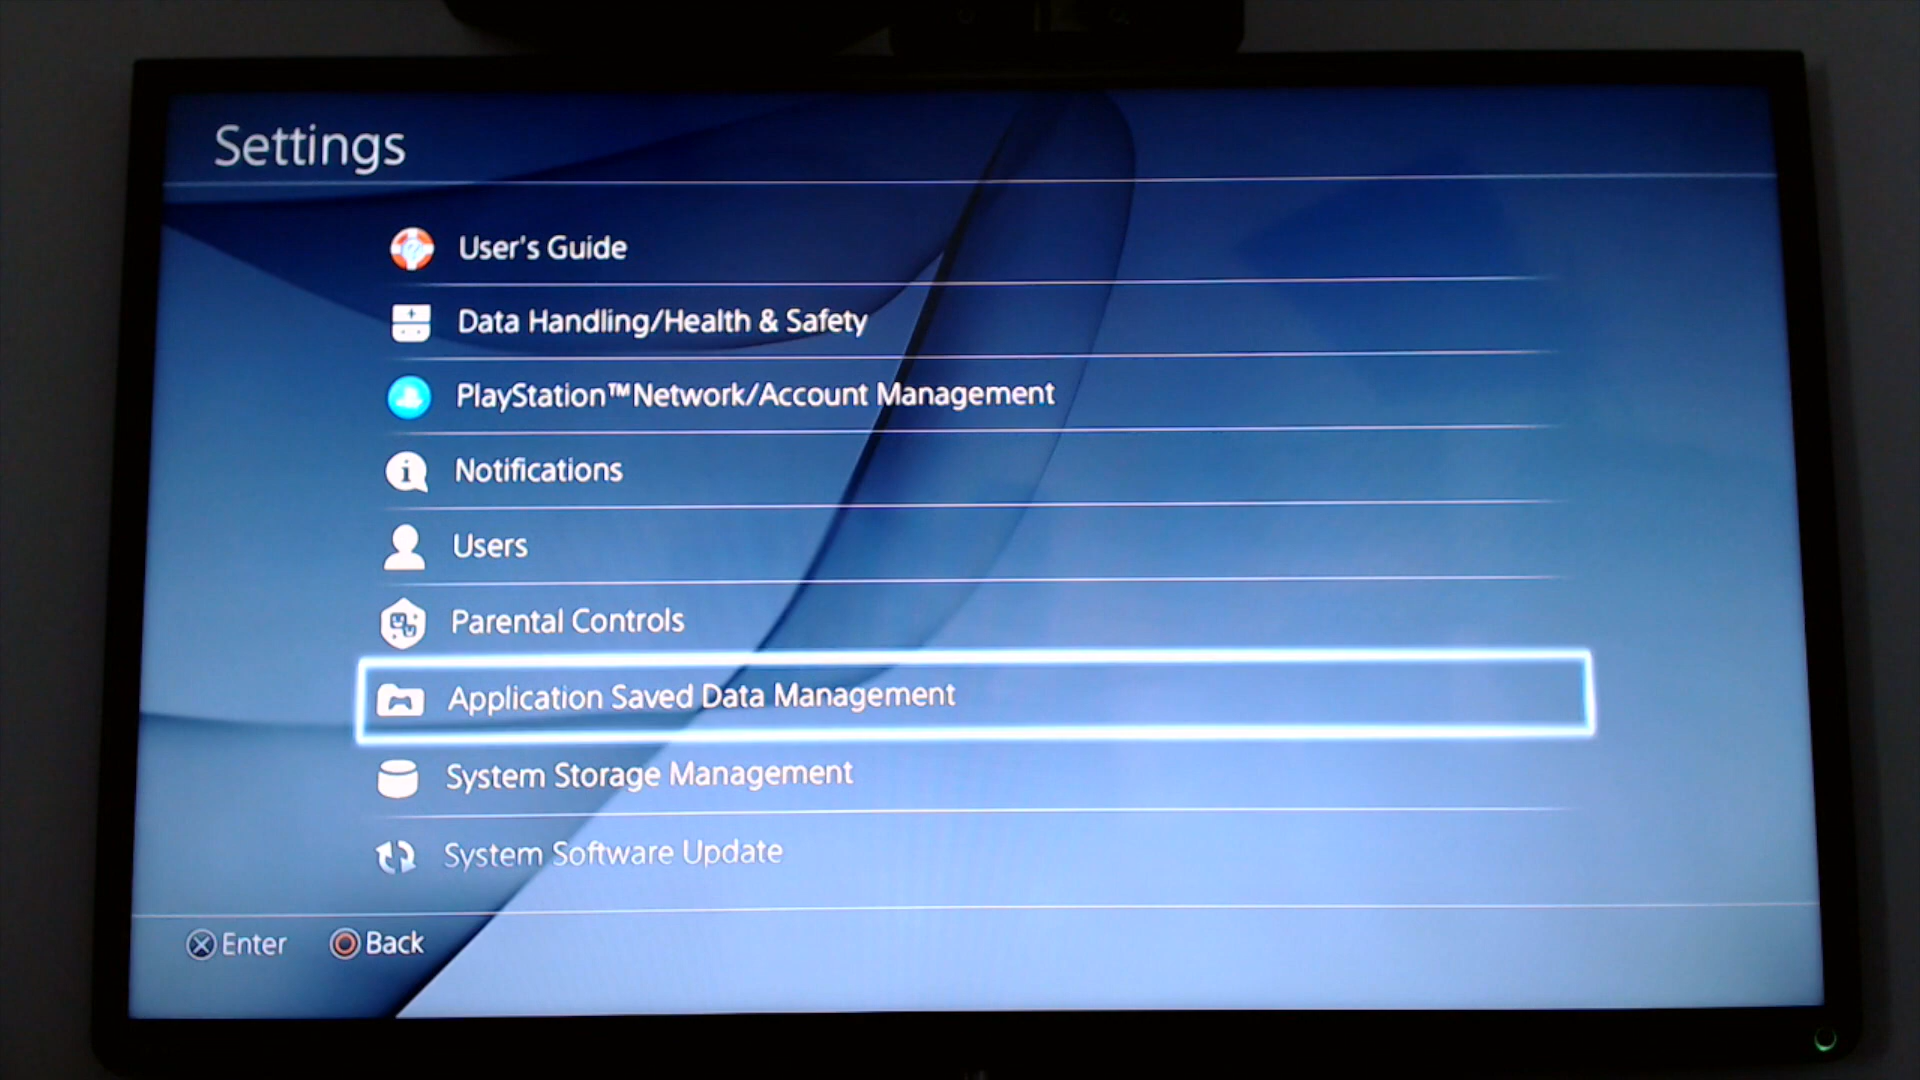 Settings
User's Guide
Data Handling/Health & Safety
PlayStation™Network/Account Management
Notifications
Users
Parental Controls
Application Saved Data Management
System Storage Management
System Software Update
Enter Back